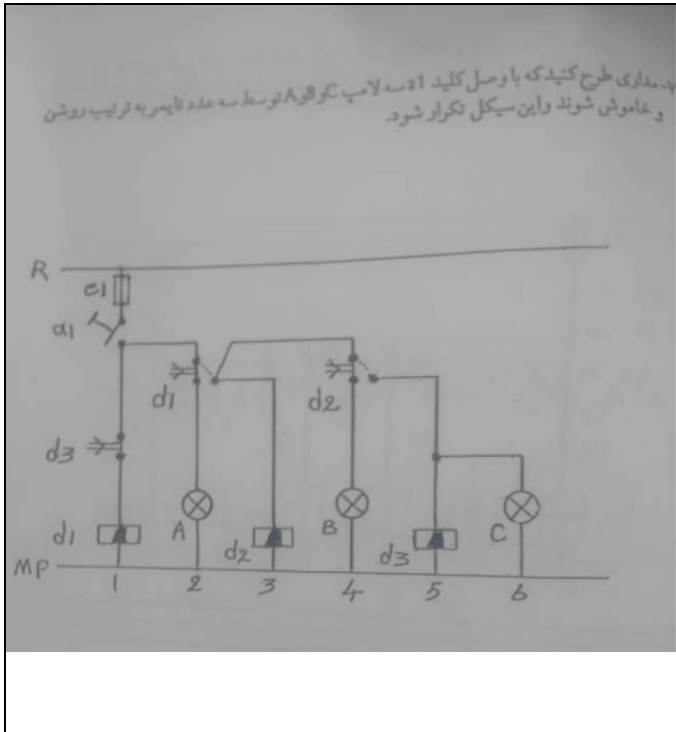 ۷-مداری طرح کنید که با وصل کلید a1 سه لامپ C و B و A توسط سه عدد تایمر به ترتیب روشن
و خاموش شوند و این سیکل تکرار شود.
R
e1
a1
d1
d2
d3
d1
A
d2
B
d3
C
MP
1 2 3 4 5 6